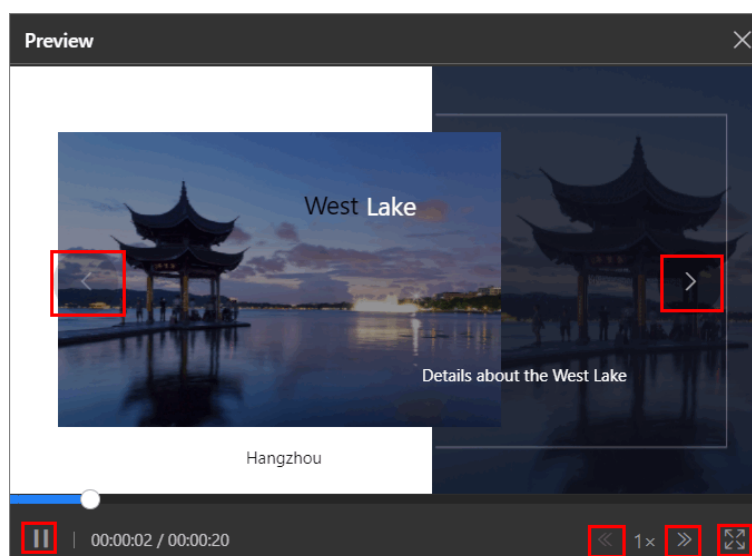 Preview
West Lake
Details about the West Lake
Hangzhou
00:00:02 / 00:00:20
1×